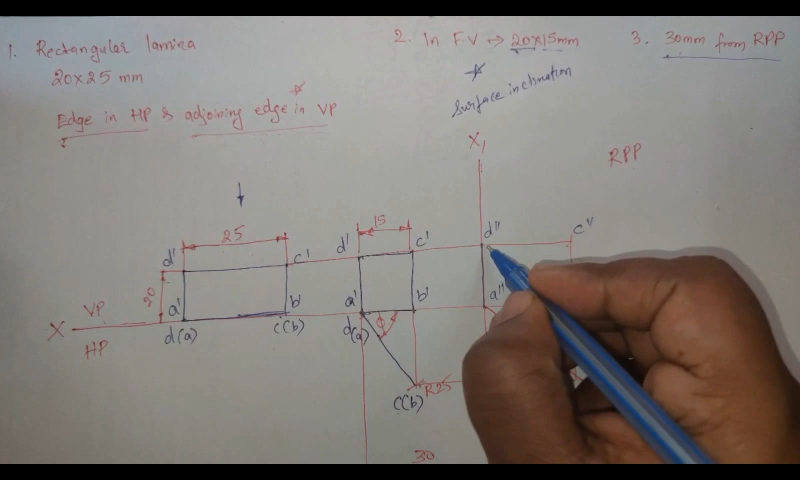 1. Rectangular lamina
20x25 mm
Edge in HP & adjoining edge in VP
2. In F.V → 20x15mm
Surface inclination
3. 30mm from RPP
X1
RPP
25
15
d' c' d' c' d" c"
20
a' b' a' b' a"
X VP
HP
d(a) c(b) d(a) φ
R25
c(b)
30